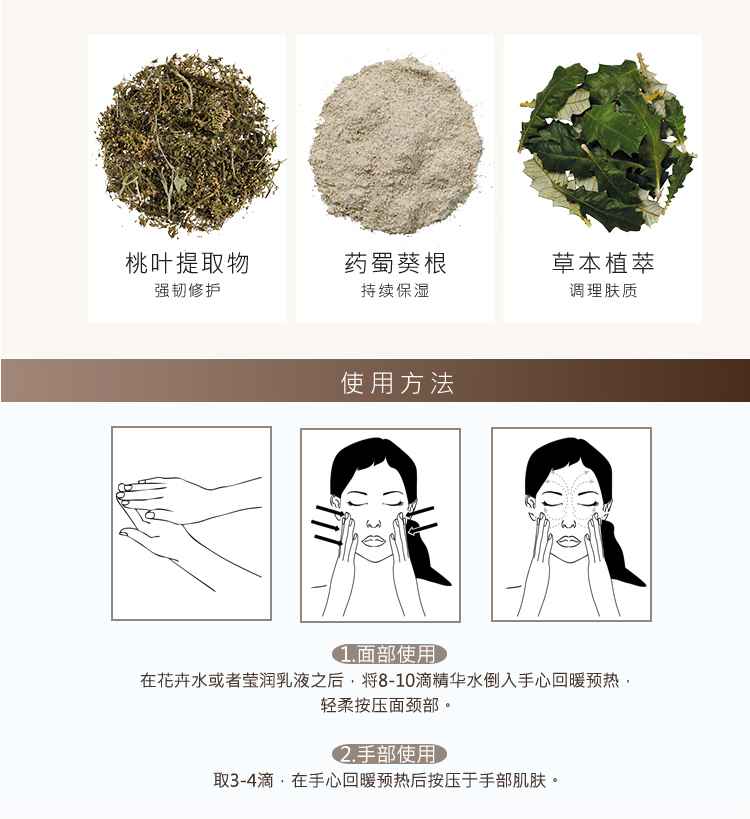 桃叶提取物
强韧修护
药蜀葵根
持续保湿
草本植萃
调理肤质
使用方法
1.面部使用
在花卉水或者莹润乳液之后，将8-10滴精华水倒入手心回暖预热，
轻柔按压面颈部。
2.手部使用
取3-4滴，在手心回暖预热后按压于手部肌肤。